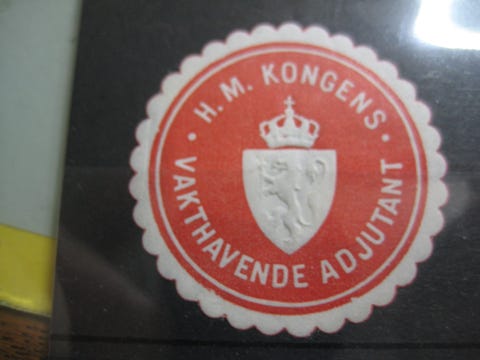 H.M. KONGENS
VAKTHAVENDE ADJUTANT